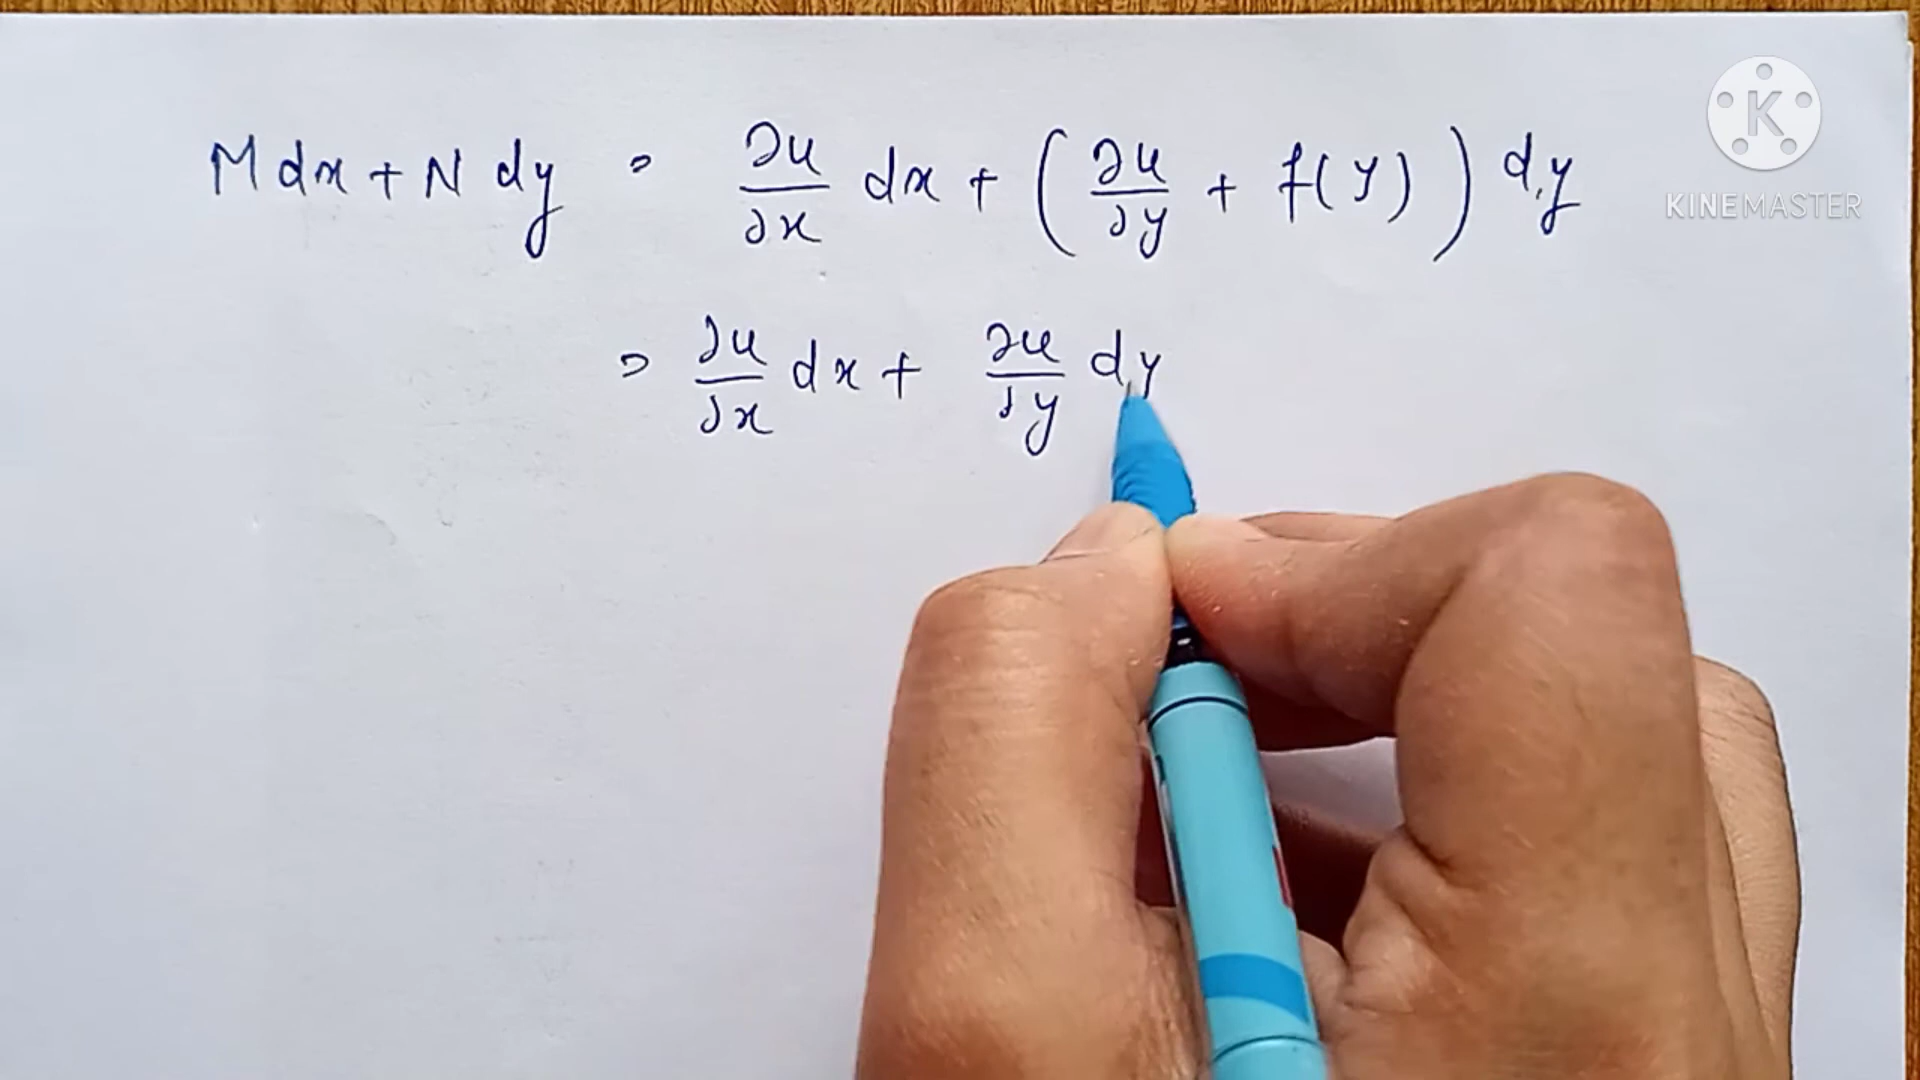 M dx + N dy = ∂u/∂x dx + ( ∂u/∂y + f(y) ) dy
= ∂u/∂x dx + ∂u/∂y dy
K
KINEMASTER